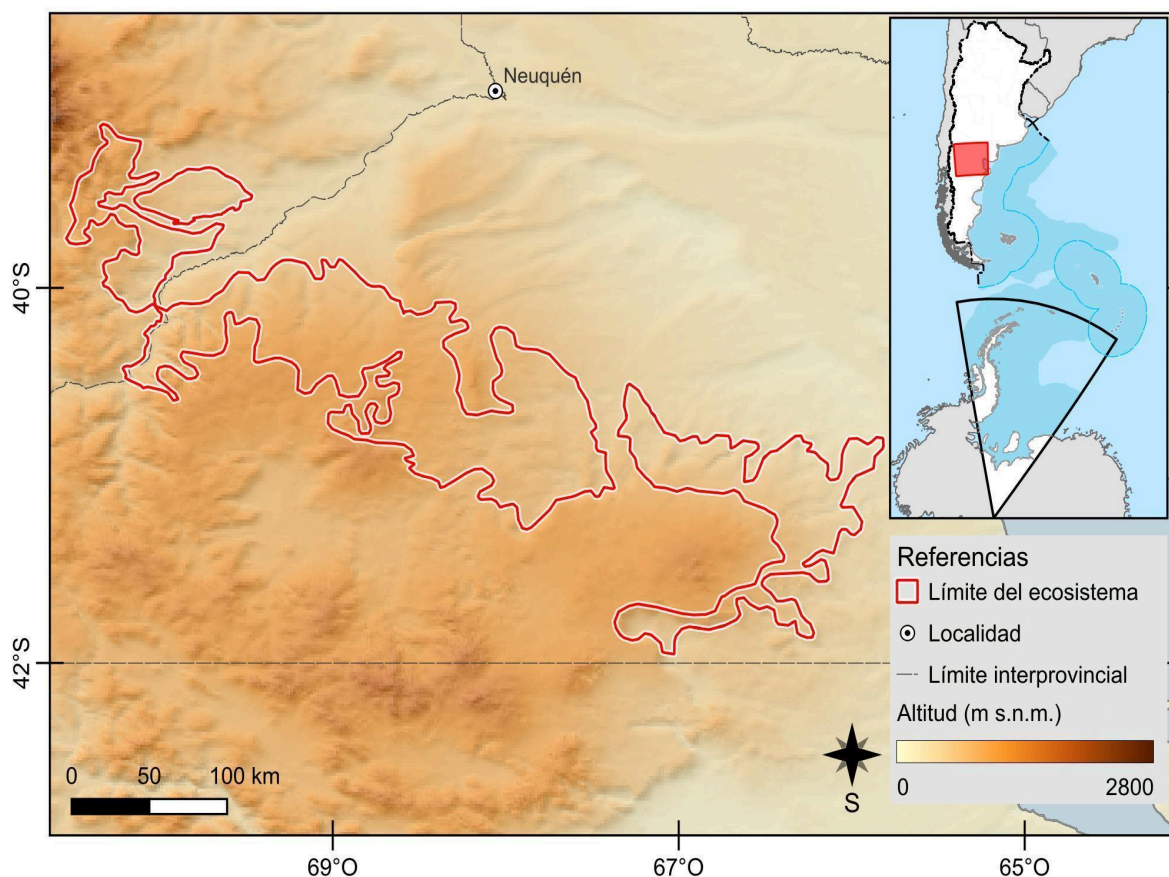 Neuquén
40°S
42°S
0 50 100 km
S
69°O 67°O 65°O
Referencias
Límite del ecosistema
Localidad
Límite interprovincial
Altitud (m s.n.m.)
0 2800